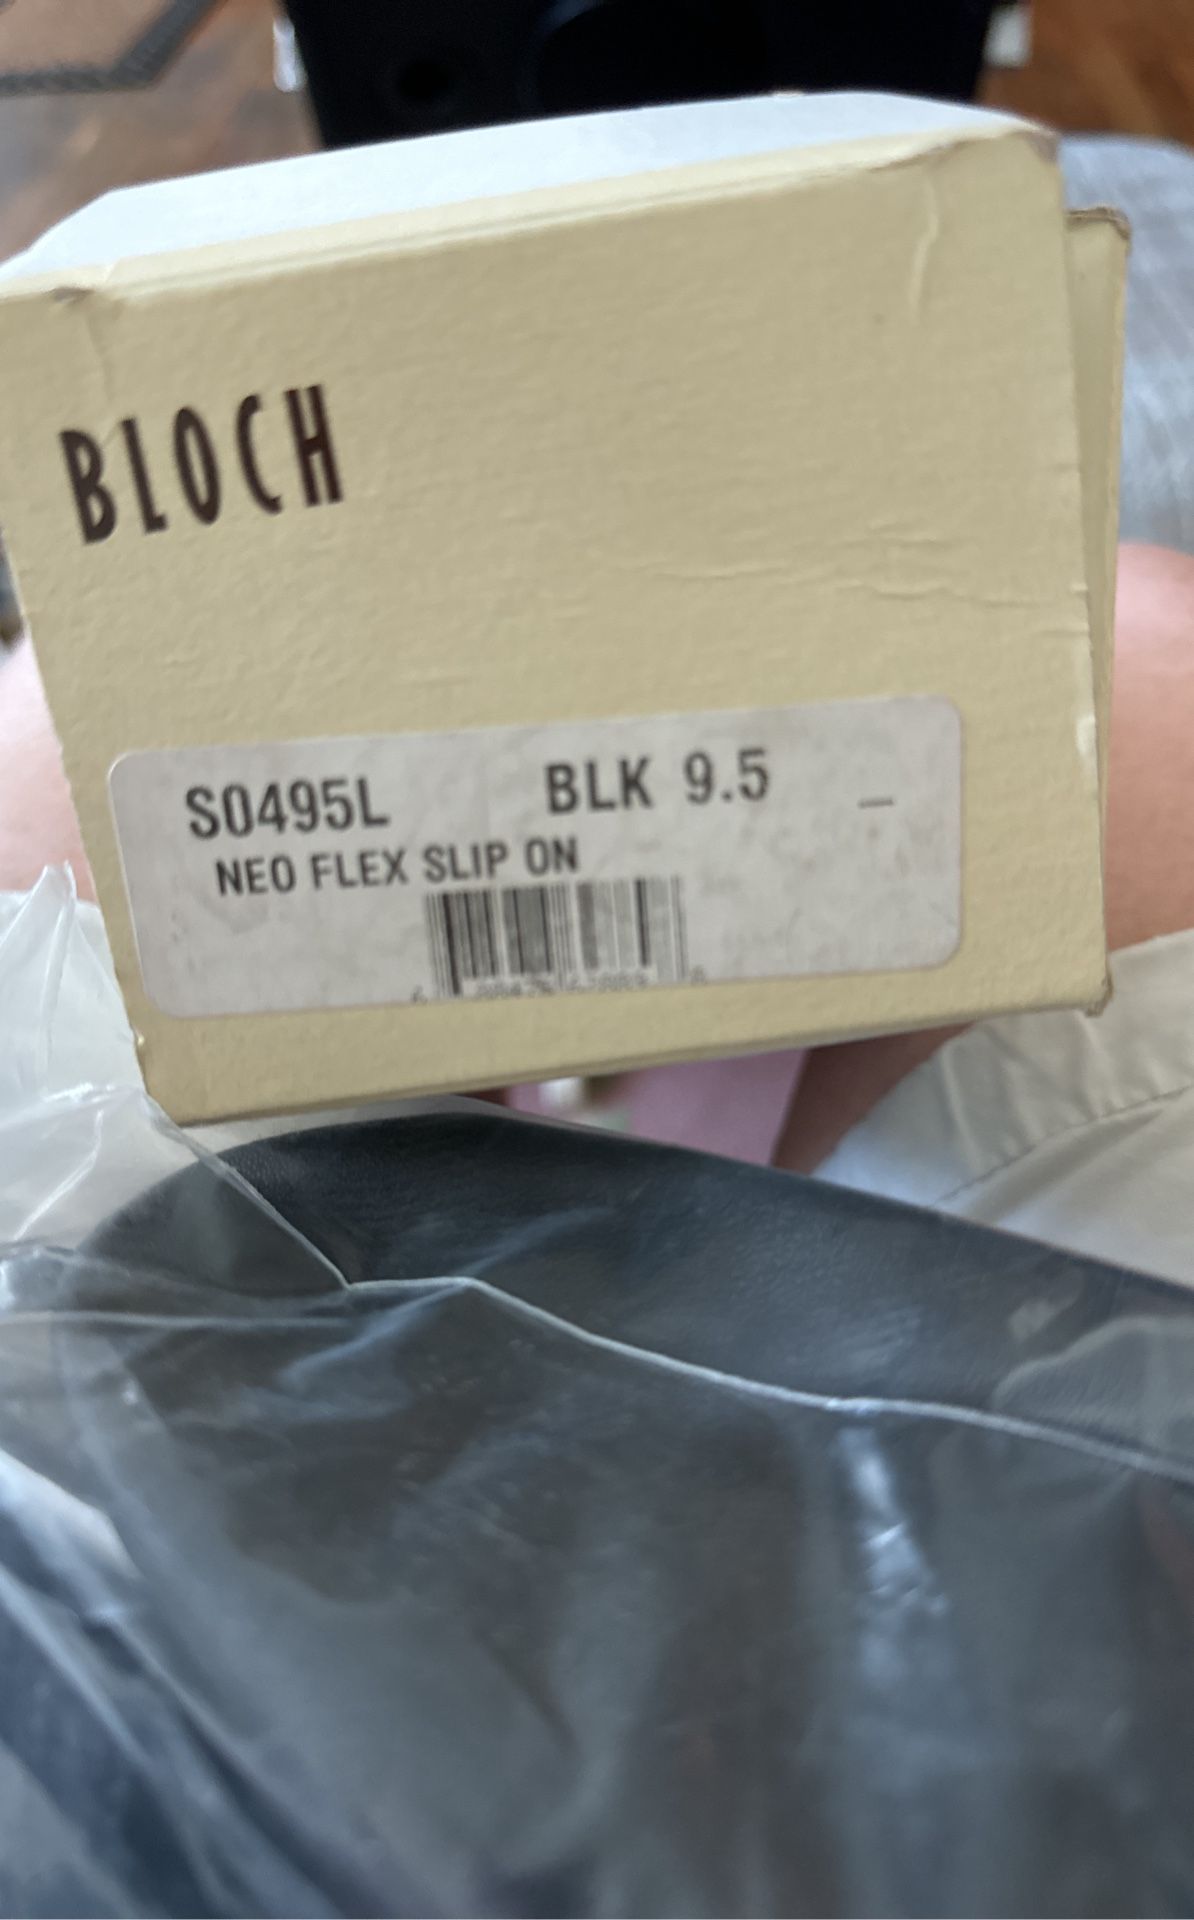 BLOCH
S0495L BLK 9.5 _
NEO FLEX SLIP ON